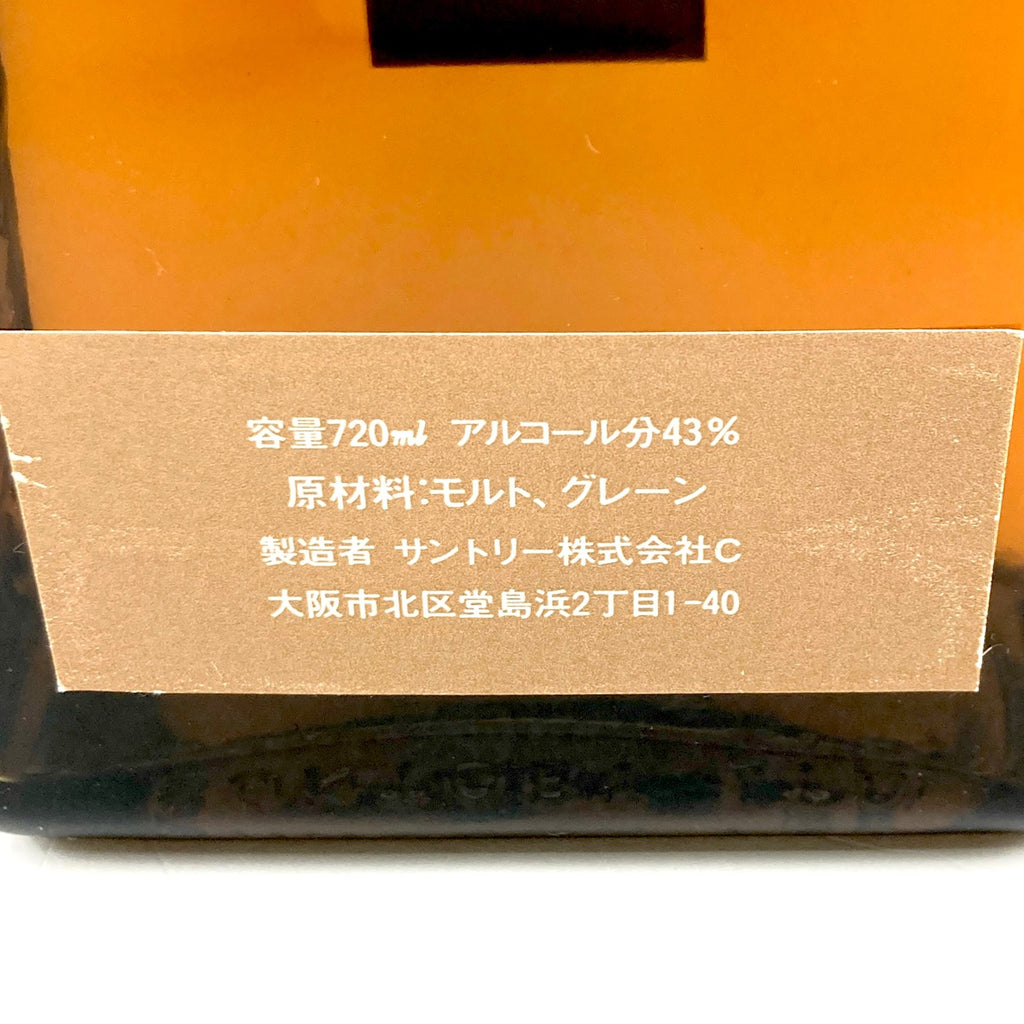 容量720ml アルコール分43%
原材料:モルト、グレーン
製造者 サントリー株式会社C
大阪市北区堂島浜2丁目1-40